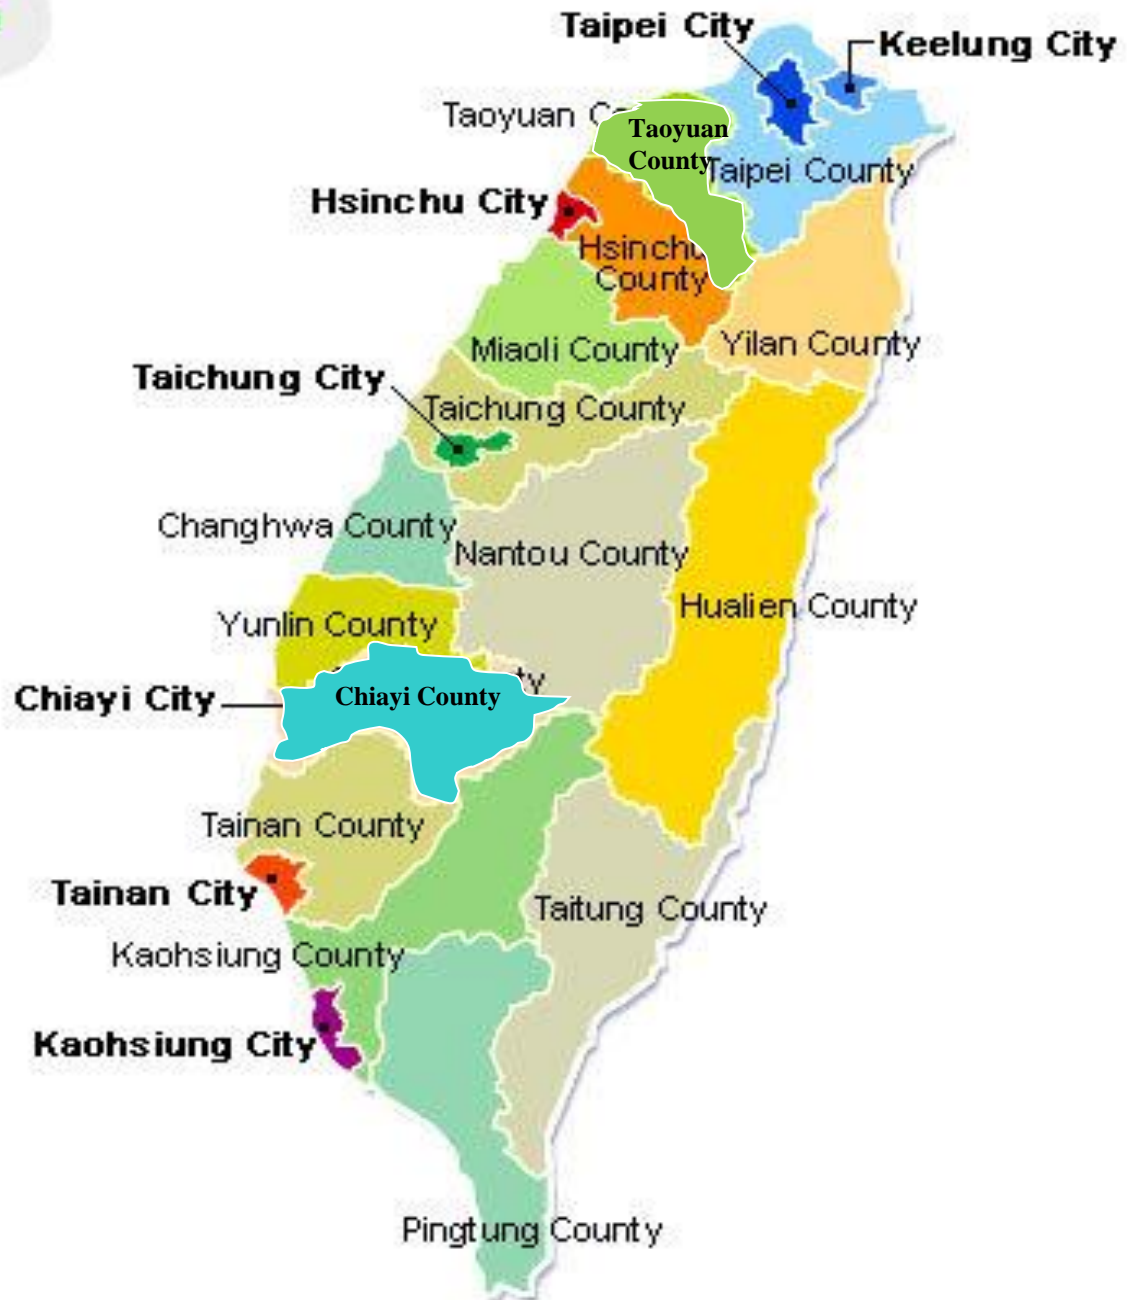 Taipei City
Keelung City
Taoyuan
Taoyuan
County
Taipei County
Hsinchu City
Hsinchu
County
Miaoli County
Yilan County
Taichung City
Taichung County
Changhwa County
Nantou County
Hualien County
Yunlin County
Chiayi City
Chiayi County
Tainan County
Tainan City
Taitung County
Kaohsiung County
Kaohsiung City
Pingtung County